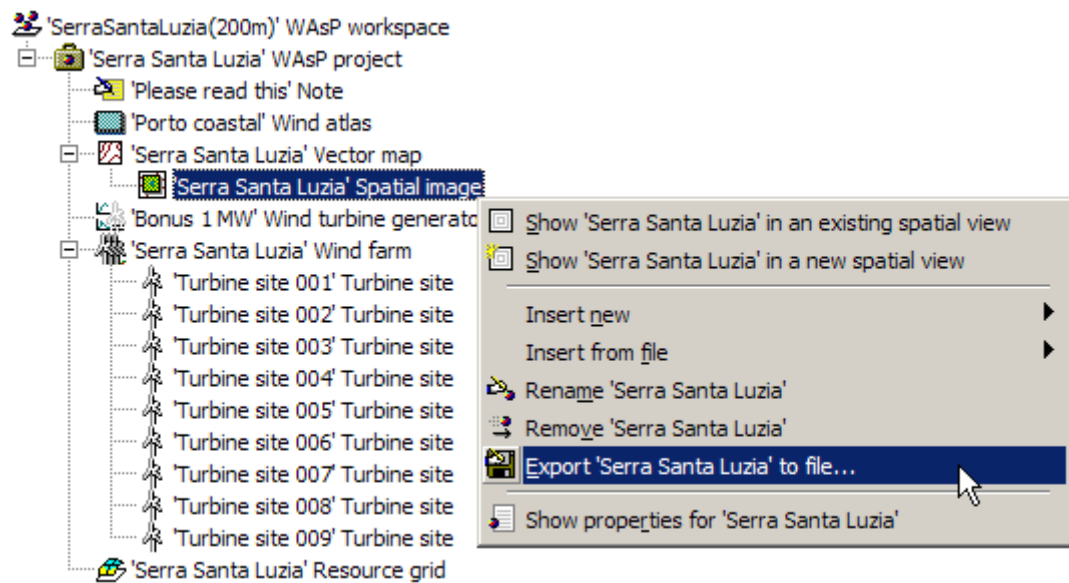 'SerraSantaLuzia(200m)' WAsP workspace
'Serra Santa Luzia' WAsP project
'Please read this' Note
'Porto coastal' Wind atlas
'Serra Santa Luzia' Vector map
'Serra Santa Luzia' Spatial image
'Bonus 1 MW' Wind turbine generato
'Serra Santa Luzia' Wind farm
'Turbine site 001' Turbine site
'Turbine site 002' Turbine site
'Turbine site 003' Turbine site
'Turbine site 004' Turbine site
'Turbine site 005' Turbine site
'Turbine site 006' Turbine site
'Turbine site 007' Turbine site
'Turbine site 008' Turbine site
'Turbine site 009' Turbine site
'Serra Santa Luzia' Resource grid
Show 'Serra Santa Luzia' in an existing spatial view
Show 'Serra Santa Luzia' in a new spatial view
Insert new
Insert from file
Rename 'Serra Santa Luzia'
Remove 'Serra Santa Luzia'
Export 'Serra Santa Luzia' to file...
Show properties for 'Serra Santa Luzia'